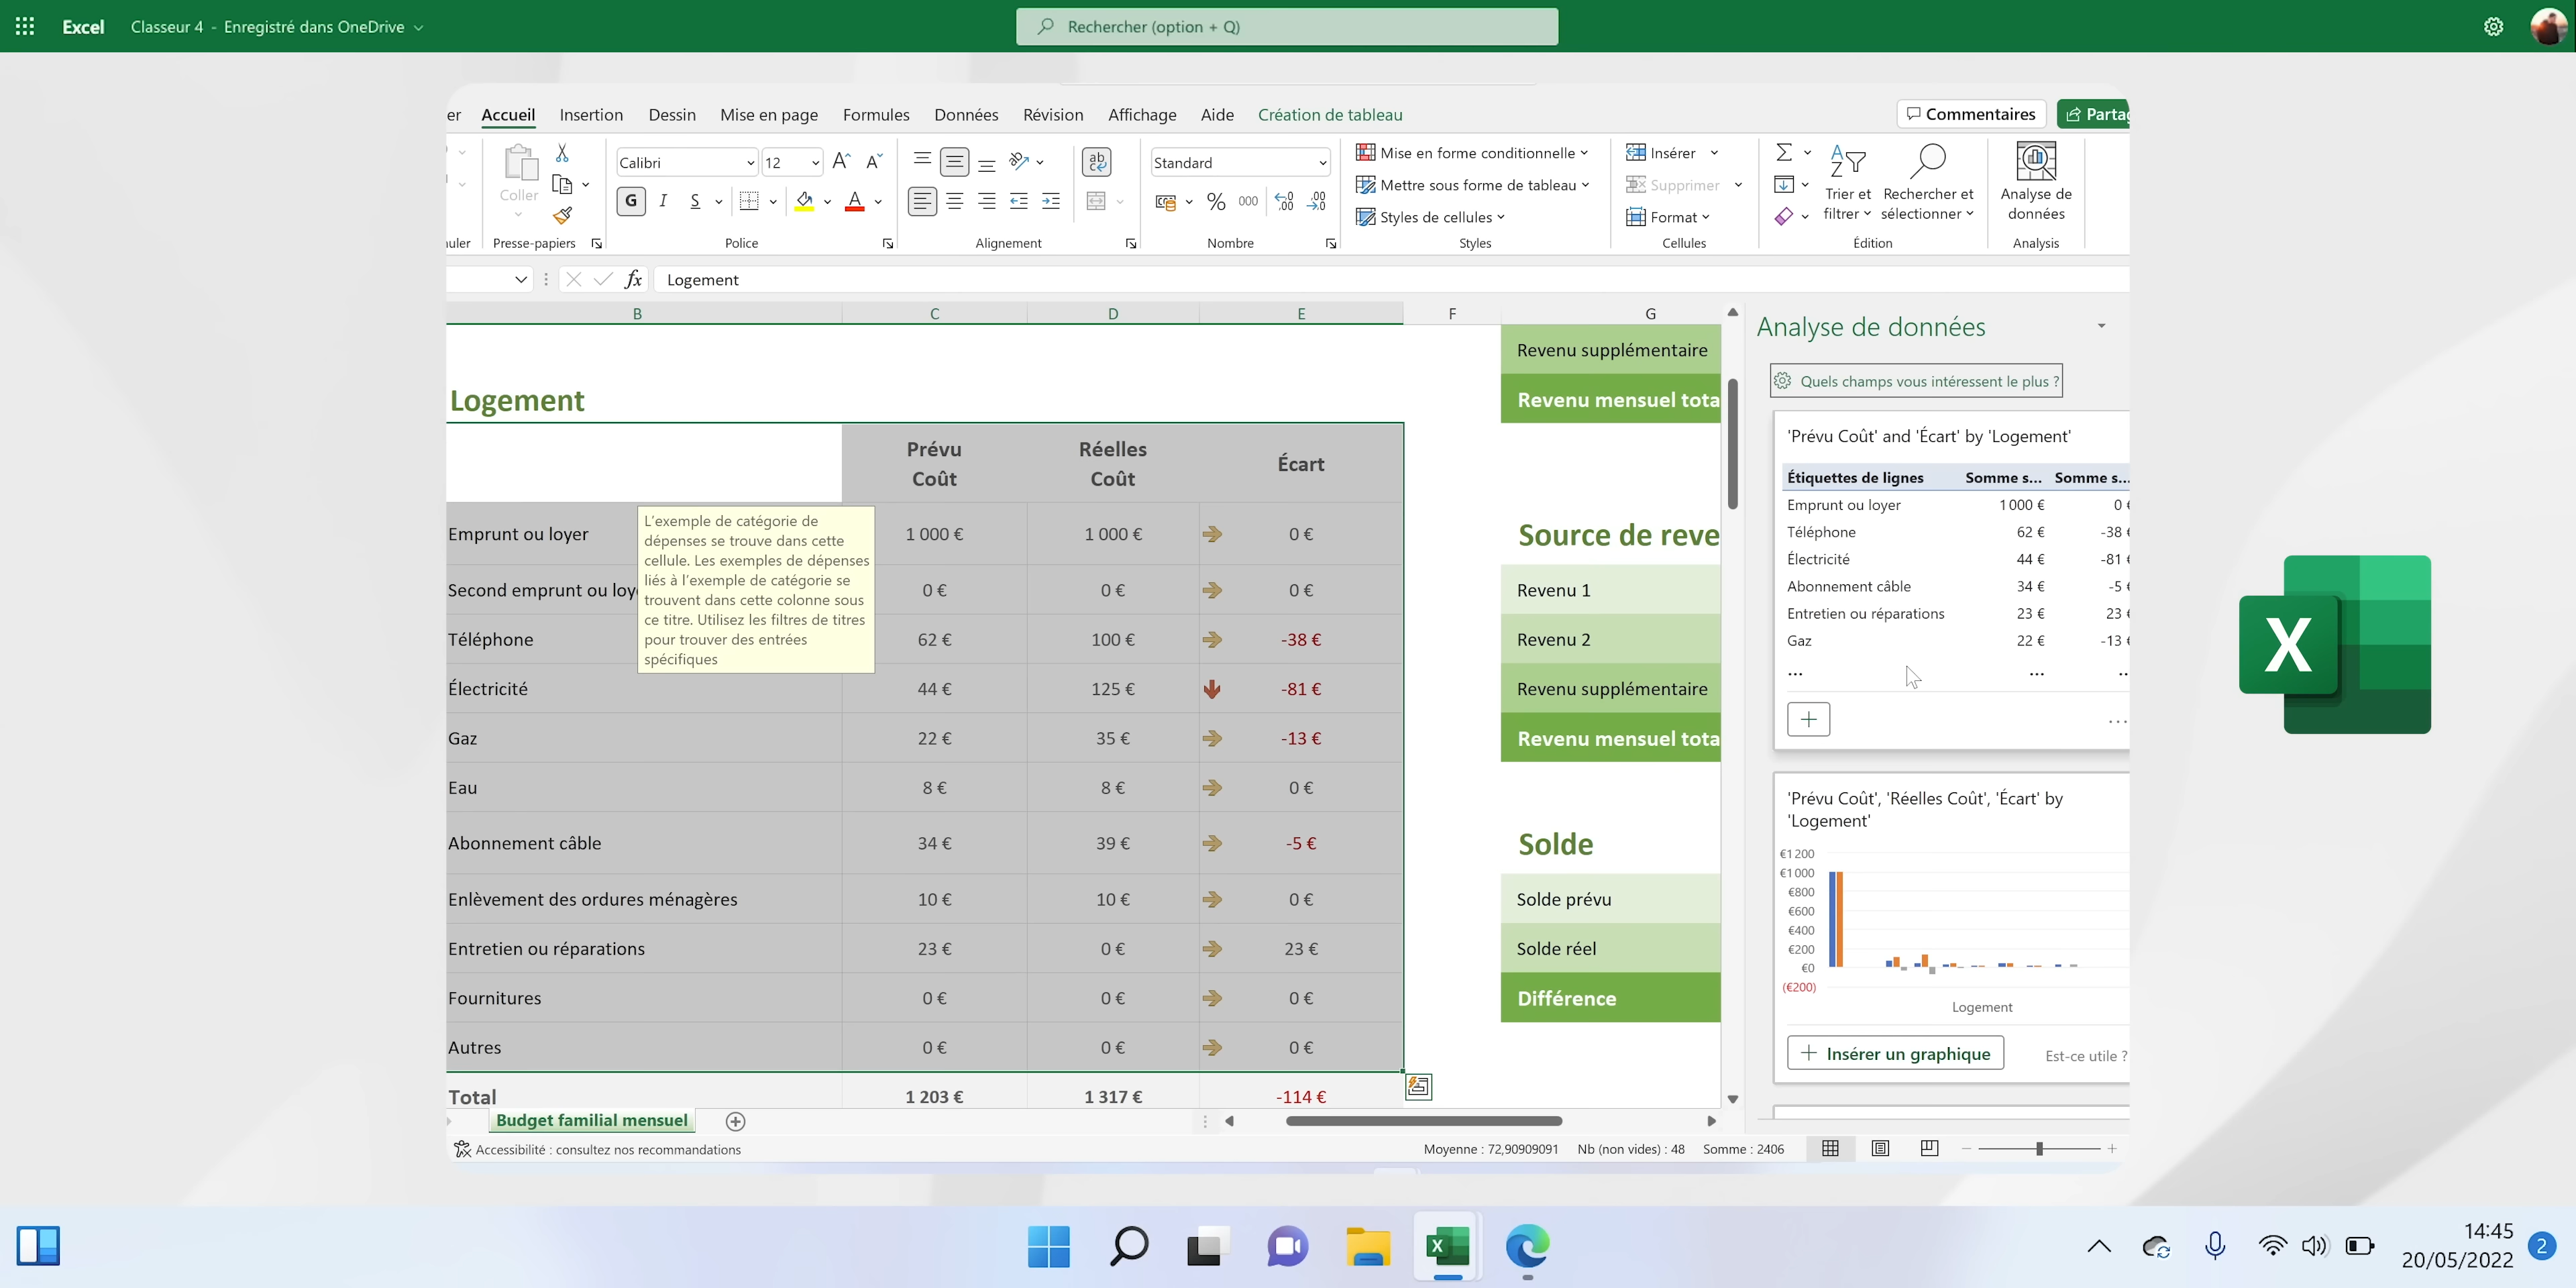 Excel Classeur 4 - Enregistré dans OneDrive
Rechercher (option + Q)
er Accueil Insertion Dessin Mise en page Formules Données Révision Affichage Aide Création de tableau
Commentaires Partag
Coller
Presse-papiers
Calibri 12
G I S
Police
ab
Alignement
Standard
% 000
Nombre
Mise en forme conditionnelle
Mettre sous forme de tableau
Styles de cellules
Styles
Insérer
Supprimer
Format
Cellules
Trier et
filtrer
Rechercher et
sélectionner
Édition
Analyse de
données
Analysis
uler
fx Logement
B C D E F G
Logement
Prévu
Coût
Réelles
Coût
Écart
Emprunt ou loyer 1 000 € 1 000 € 0 €
Second emprunt ou loye 0 € 0 € 0 €
Téléphone 62 € 100 € -38 €
Électricité 44 € 125 € -81 €
Gaz 22 € 35 € -13 €
Eau 8 € 8 € 0 €
Abonnement câble 34 € 39 € -5 €
Enlèvement des ordures ménagères 10 € 10 € 0 €
Entretien ou réparations 23 € 0 € 23 €
Fournitures 0 € 0 € 0 €
Autres 0 € 0 € 0 €
Total 1 203 € 1 317 € -114 €
L'exemple de catégorie de
dépenses se trouve dans cette
cellule. Les exemples de dépenses
liés à l'exemple de catégorie se
trouvent dans cette colonne sous
ce titre. Utilisez les filtres de titres
pour trouver des entrées
spécifiques
Revenu supplémentaire
Revenu mensuel tota
Source de reve
Revenu 1
Revenu 2
Revenu supplémentaire
Revenu mensuel tota
Solde
Solde prévu
Solde réel
Différence
Analyse de données
Quels champs vous intéressent le plus ?
'Prévu Coût' and 'Écart' by 'Logement'
Étiquettes de lignes Somme s... Somme s...
Emprunt ou loyer 1 000 € 0 €
Téléphone 62 € -38 €
Électricité 44 € -81 €
Abonnement câble 34 € -5 €
Entretien ou réparations 23 € 23 €
Gaz 22 € -13 €
... ... ..
'Prévu Coût', 'Réelles Coût', 'Écart' by
'Logement'
€1 200
€1 000
€800
€600
€400
€200
€0
(€200)
Logement
Insérer un graphique Est-ce utile ?
Budget familial mensuel
Accessibilité : consultez nos recommandations
Moyenne : 72,90909091 Nb (non vides) : 48 Somme : 2406
X
14:45
20/05/2022
2